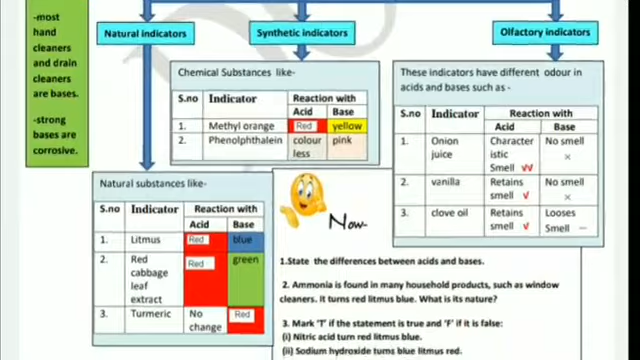 -most
hand
cleaners
and drain
cleaners
are bases.
-strong
bases are
corrosive.
Natural indicators
Synthetic indicators
Olfactory indicators
Chemical Substances like-
S.no Indicator Reaction with
Acid Base
1. Methyl orange Red yellow
2. Phenolphthalein colour less pink
These indicators have different odour in
acids and bases such as -
S.no Indicator Reaction with
Acid Base
1. Onion juice Character istic Smell √√ No smell ×
2. vanilla Retains smell √ No smell ×
3. clove oil Retains smell √ Looses Smell –
Natural substances like-
S.no Indicator Reaction with
Acid Base
1. Litmus Red blue
2. Red cabbage leaf extract Red green
3. Turmeric No change Red
Now-
1.State the differences between acids and bases.
2. Ammonia is found in many household products, such as window
cleaners. It turns red litmus blue. What is its nature?
3. Mark 'T' if the statement is true and 'F' if it is false:
(i) Nitric acid turn red litmus blue.
(ii) Sodium hydroxide turns blue litmus red.